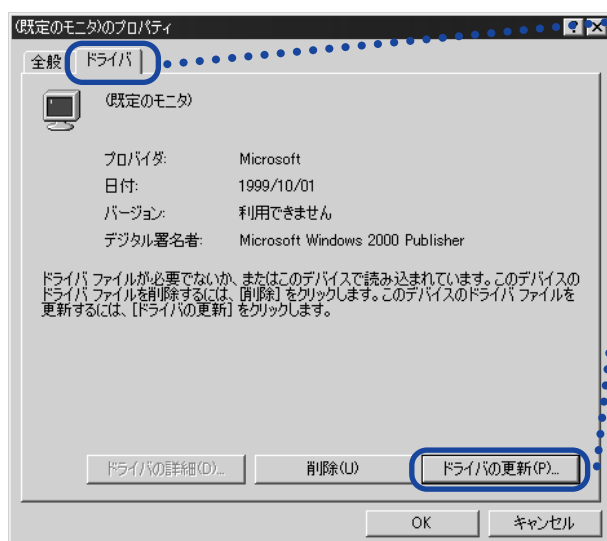 (既定のモニタ)のプロパティ
全般 ドライバ
(既定のモニタ)
プロバイダ: Microsoft
日付: 1999/10/01
バージョン: 利用できません
デジタル署名者: Microsoft Windows 2000 Publisher
ドライバ ファイルが必要でないか、またはこのデバイスで読み込まれています。このデバイスの
ドライバ ファイルを削除するには、[削除] をクリックします。このデバイスのドライバ ファイルを
更新するには、[ドライバの更新] をクリックします。
ドライバの詳細(D)... 削除(U) ドライバの更新(P)...
OK キャンセル